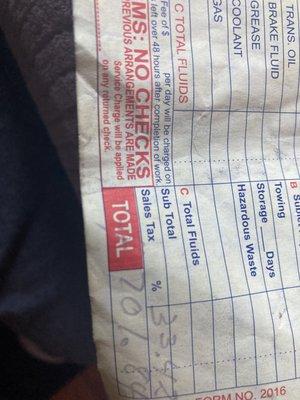 TRANS. OIL
BRAKE FLUID
GREASE
COOLANT
GAS
C TOTAL FLUIDS
Fee of $ per day will be charged on
left over 48 hours after completion of work.
MS: NO CHECKS
PREVIOUS ARRANGEMENTS ARE MADE
Service Charge will be applied
on any returned check.
B
Towing
Storage Days
Hazardous Waste
C Total Fluids
Sub Total
Sales Tax %
TOTAL
FORM NO. 2016